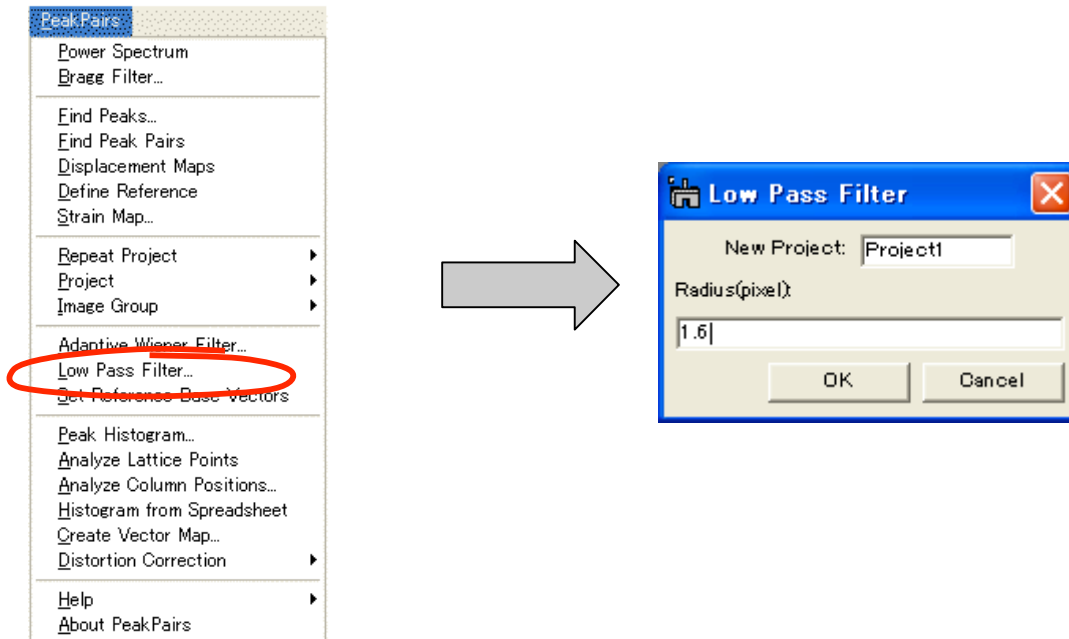 PeakPairs
Power Spectrum
Bragg Filter...
Find Peaks...
Find Peak Pairs
Displacement Maps
Define Reference
Strain Map...
Repeat Project
Project
Image Group
Adaptive Wiener Filter...
Low Pass Filter...
Set Reference Base Vectors
Peak Histogram...
Analyze Lattice Points
Analyze Column Positions...
Histogram from Spreadsheet
Create Vector Map...
Distortion Correction
Help
About PeakPairs
Low Pass Filter
New Project: Project1
Radius(pixel):
1.6
OK Cancel